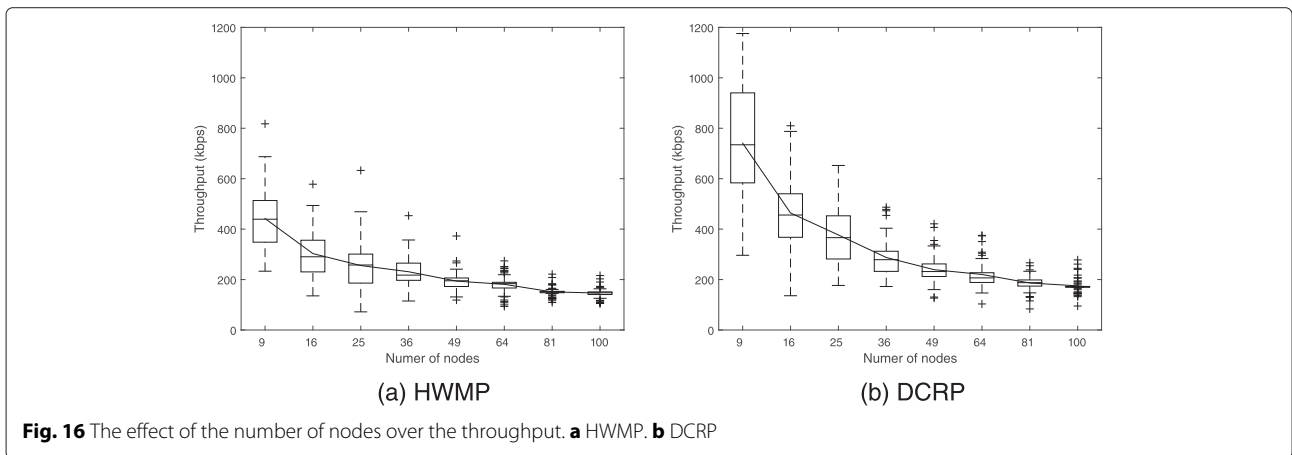 1200
1000
800
600
400
200
0
Throughput (kbps)
9 16 25 36 49 64 81 100
Numer of nodes
(a) HWMP
1200
1000
800
600
400
200
0
Throughput (kbps)
9 16 25 36 49 64 81 100
Numer of nodes
(b) DCRP
Fig. 16 The effect of the number of nodes over the throughput. a HWMP. b DCRP